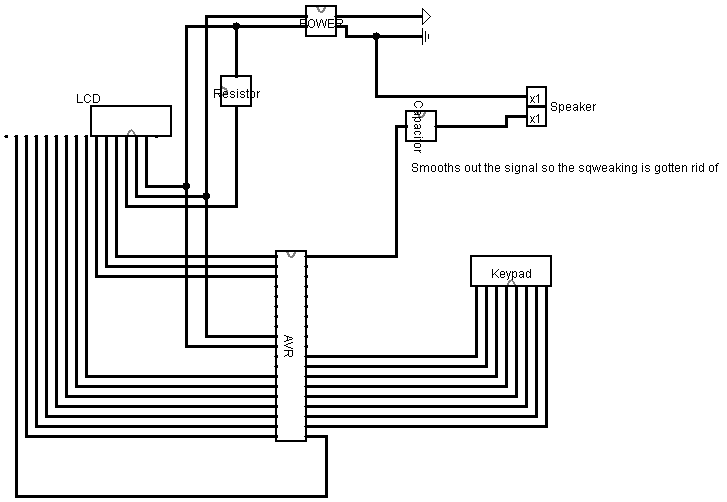 POWER
Resistor
LCD
x1
Speaker
x1
Capacitor
Smooths out the signal so the sqweaking is gotten rid of
Keypad
AVR